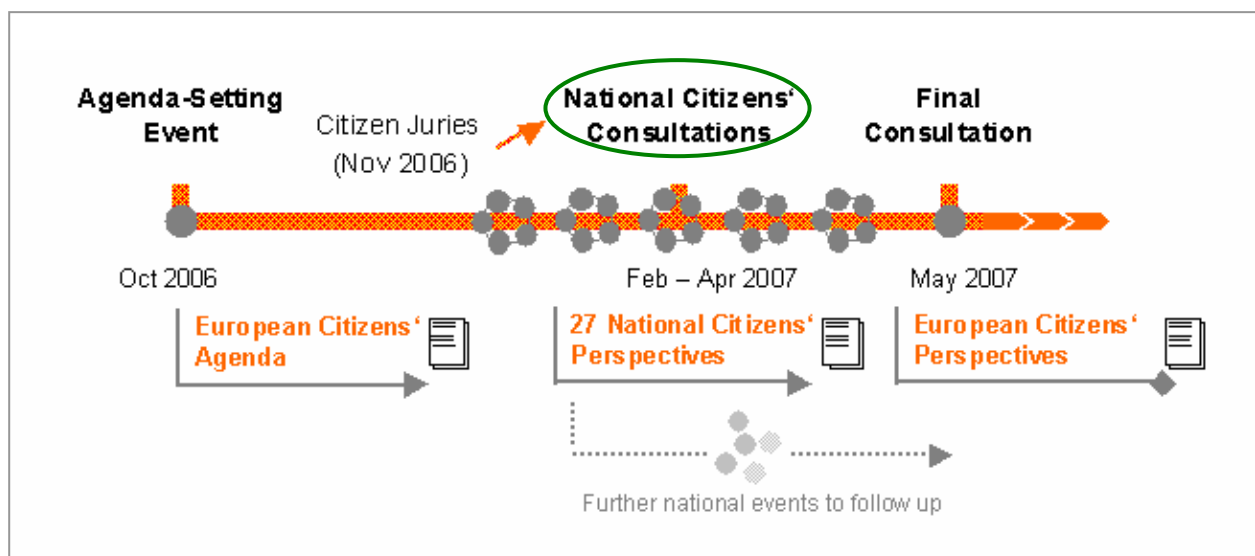 Agenda-Setting
Event
Citizen Juries
(Nov 2006)
National Citizens‘
Consultations
Final
Consultation
Oct 2006
Feb – Apr 2007
May 2007
European Citizens‘
Agenda
27 National Citizens‘
Perspectives
European Citizens‘
Perspectives
Further national events to follow up